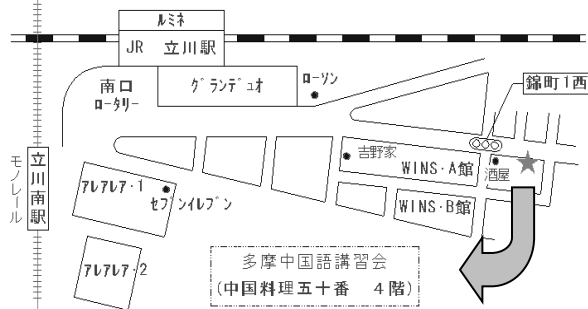 ルミネ
JR 立川駅
南口
ロータリー
グランデュオ
ローソン
錦町1西
モノレール
立川南駅
吉野家
WINS・A館
酒屋
アレアレア・1
セブンイレブン
WINS・B館
アレアレア・2
多摩中国語講習会
(中国料理五十番 4階)